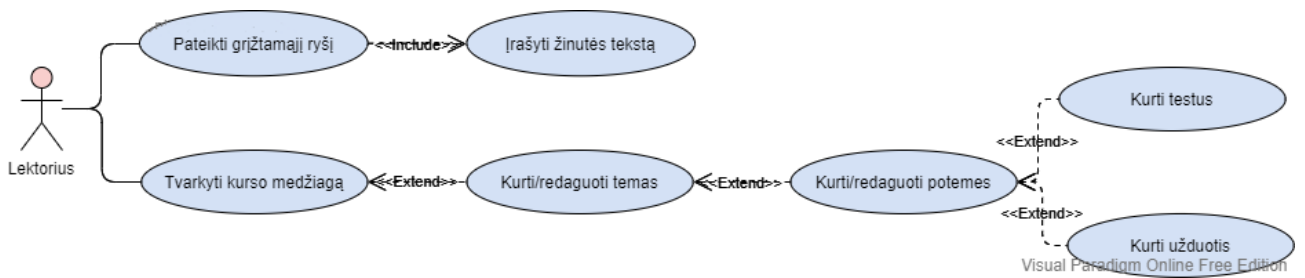 Pateikti grįžtamąjį ryšį
<<Include>>
Įrašyti žinutės tekstą
Kurti testus
<<Extend>>
Lektorius
Tvarkyti kurso medžiagą
<<Extend>>
Kurti/redaguoti temas
<<Extend>>
Kurti/redaguoti potemes
<<Extend>>
Kurti užduotis
Visual Paradigm Online Free Edition